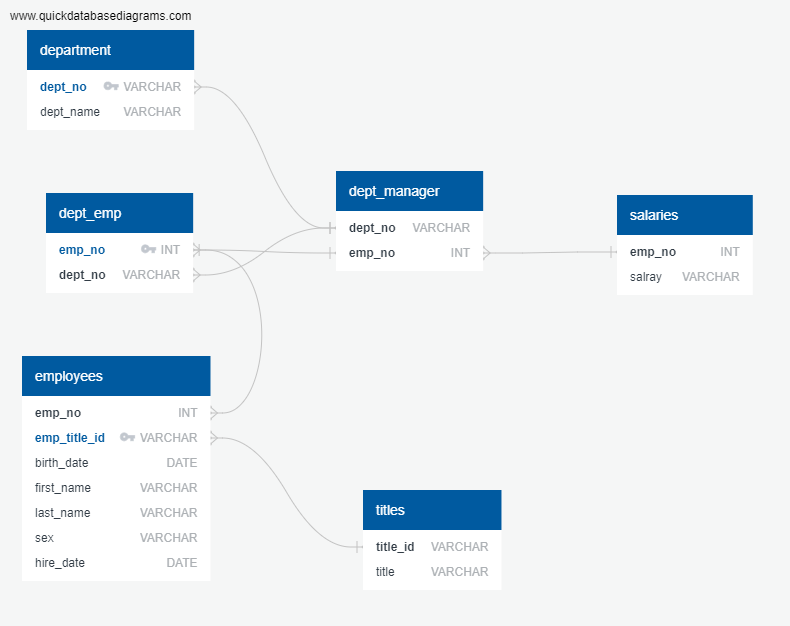 www.quickdatabasediagrams.com
department
dept_no VARCHAR
dept_name VARCHAR
dept_emp
emp_no INT
dept_no VARCHAR
dept_manager
dept_no VARCHAR
emp_no INT
salaries
emp_no INT
salray VARCHAR
employees
emp_no INT
emp_title_id VARCHAR
birth_date DATE
first_name VARCHAR
last_name VARCHAR
sex VARCHAR
hire_date DATE
titles
title_id VARCHAR
title VARCHAR